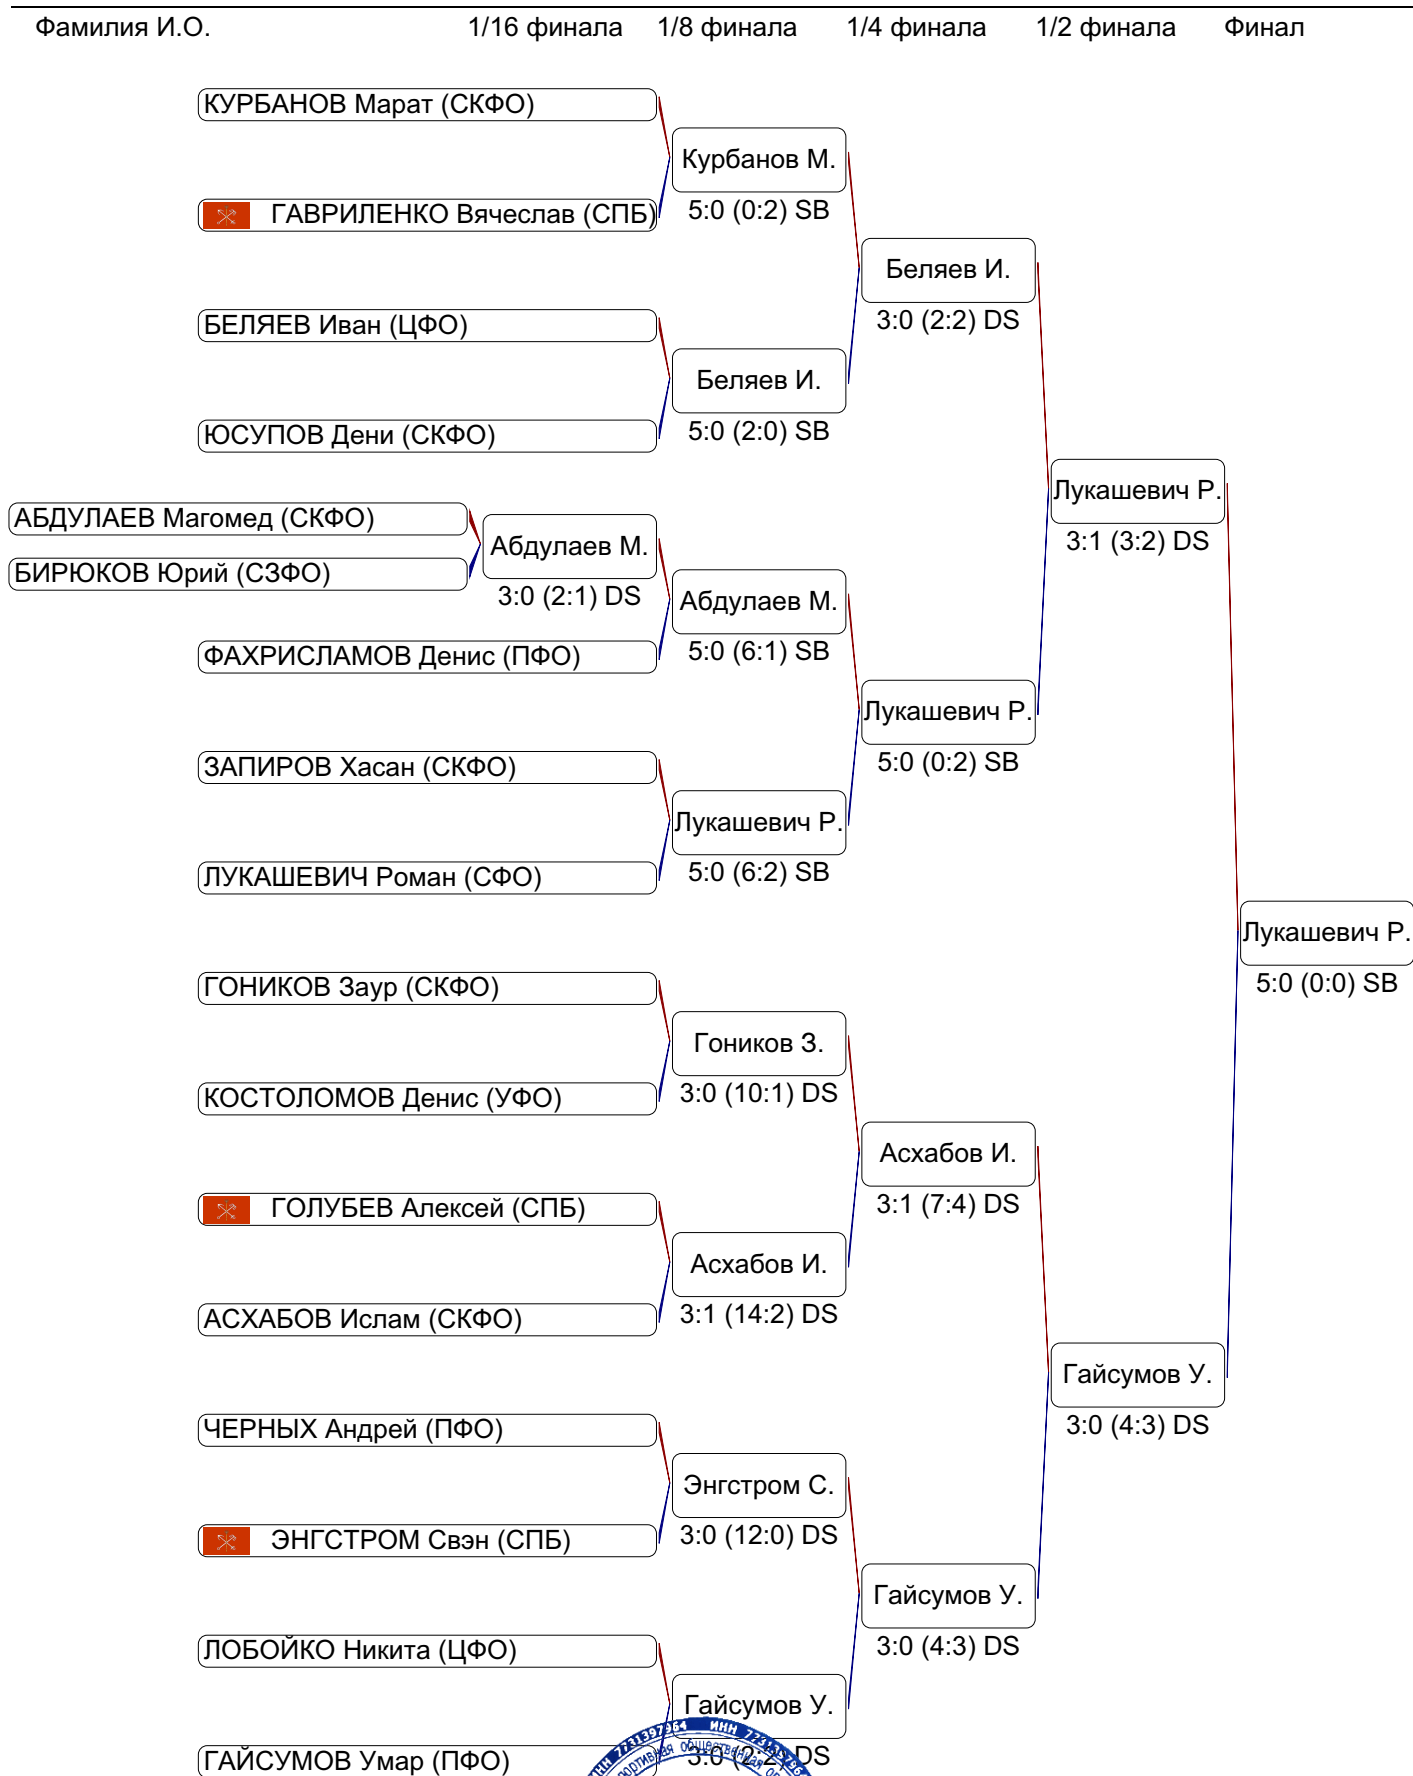 Фамилия И.О. 1/16 финала 1/8 финала 1/4 финала 1/2 финала Финал
КУРБАНОВ Марат (СКФО)
Курбанов М.
ГАВРИЛЕНКО Вячеслав (СПБ) 5:0 (0:2) SB
Беляев И.
БЕЛЯЕВ Иван (ЦФО) 3:0 (2:2) DS
Беляев И.
ЮСУПОВ Дени (СКФО) 5:0 (2:0) SB
Лукашевич Р.
АБДУЛАЕВ Магомед (СКФО)
3:1 (3:2) DS
Абдулаев М.
БИРЮКОВ Юрий (СЗФО)
3:0 (2:1) DS
Абдулаев М.
ФАХРИСЛАМОВ Денис (ПФО) 5:0 (6:1) SB
Лукашевич Р.
ЗАПИРОВ Хасан (СКФО) 5:0 (0:2) SB
Лукашевич Р.
ЛУКАШЕВИЧ Роман (СФО) 5:0 (6:2) SB
Лукашевич Р.
ГОНИКОВ Заур (СКФО) 5:0 (0:0) SB
Гоников З.
КОСТОЛОМОВ Денис (УФО) 3:0 (10:1) DS
Асхабов И.
ГОЛУБЕВ Алексей (СПБ) 3:1 (7:4) DS
Асхабов И.
АСХАБОВ Ислам (СКФО) 3:1 (14:2) DS
Гайсумов У.
ЧЕРНЫХ Андрей (ПФО) 3:0 (4:3) DS
Энгстром С.
ЭНГСТРОМ Свэн (СПБ) 3:0 (12:0) DS
Гайсумов У.
ЛОБОЙКО Никита (ЦФО) 3:0 (4:3) DS
Гайсумов У.
ИНН 7731397964 ИНН
ГАЙСУМОВ Умар (ПФО) 3:0 (2:2) DS